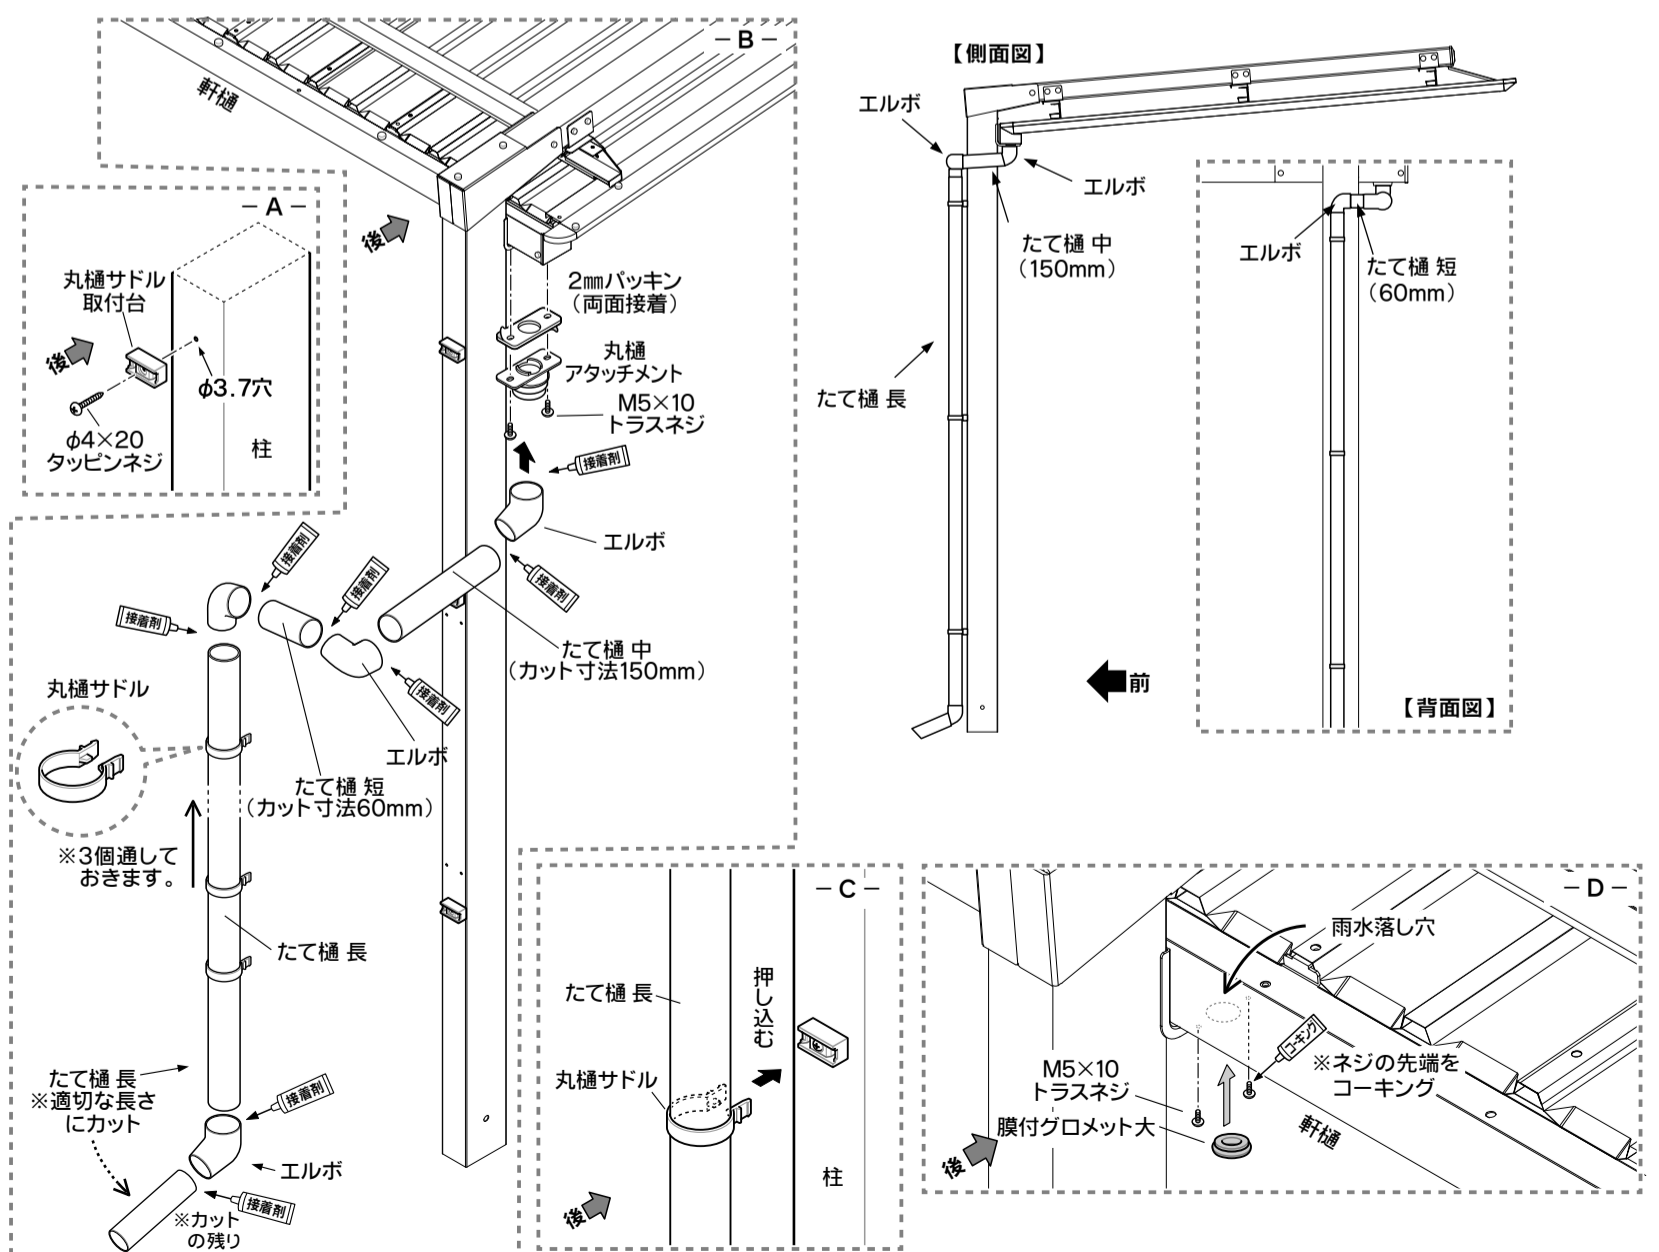 －B－
軒樋
後
2㎜パッキン
（両面接着）
丸樋
アタッチメント
M5×10
トラスネジ
接着剤
エルボ
接着剤
たて樋 中
（カット寸法150mm）
接着剤
接着剤
接着剤
接着剤
エルボ
たて樋 短
（カット寸法60mm）
丸樋サドル
※3個通して
おきます。
たて樋 長
たて樋 長
※適切な長さ
にカット
接着剤
エルボ
接着剤
※カット
の残り
－A－
丸樋サドル
取付台
後
φ3.7穴
φ4×20
タッピンネジ
柱
【側面図】
エルボ
エルボ
たて樋 中
（150mm）
たて樋 長
前
エルボ
たて樋 短
（60mm）
【背面図】
－C－
たて樋 長
押し込む
丸樋サドル
柱
後
－D－
雨水落し穴
コーキング
※ネジの先端を
コーキング
M5×10
トラスネジ
膜付グロメット大
軒樋
後